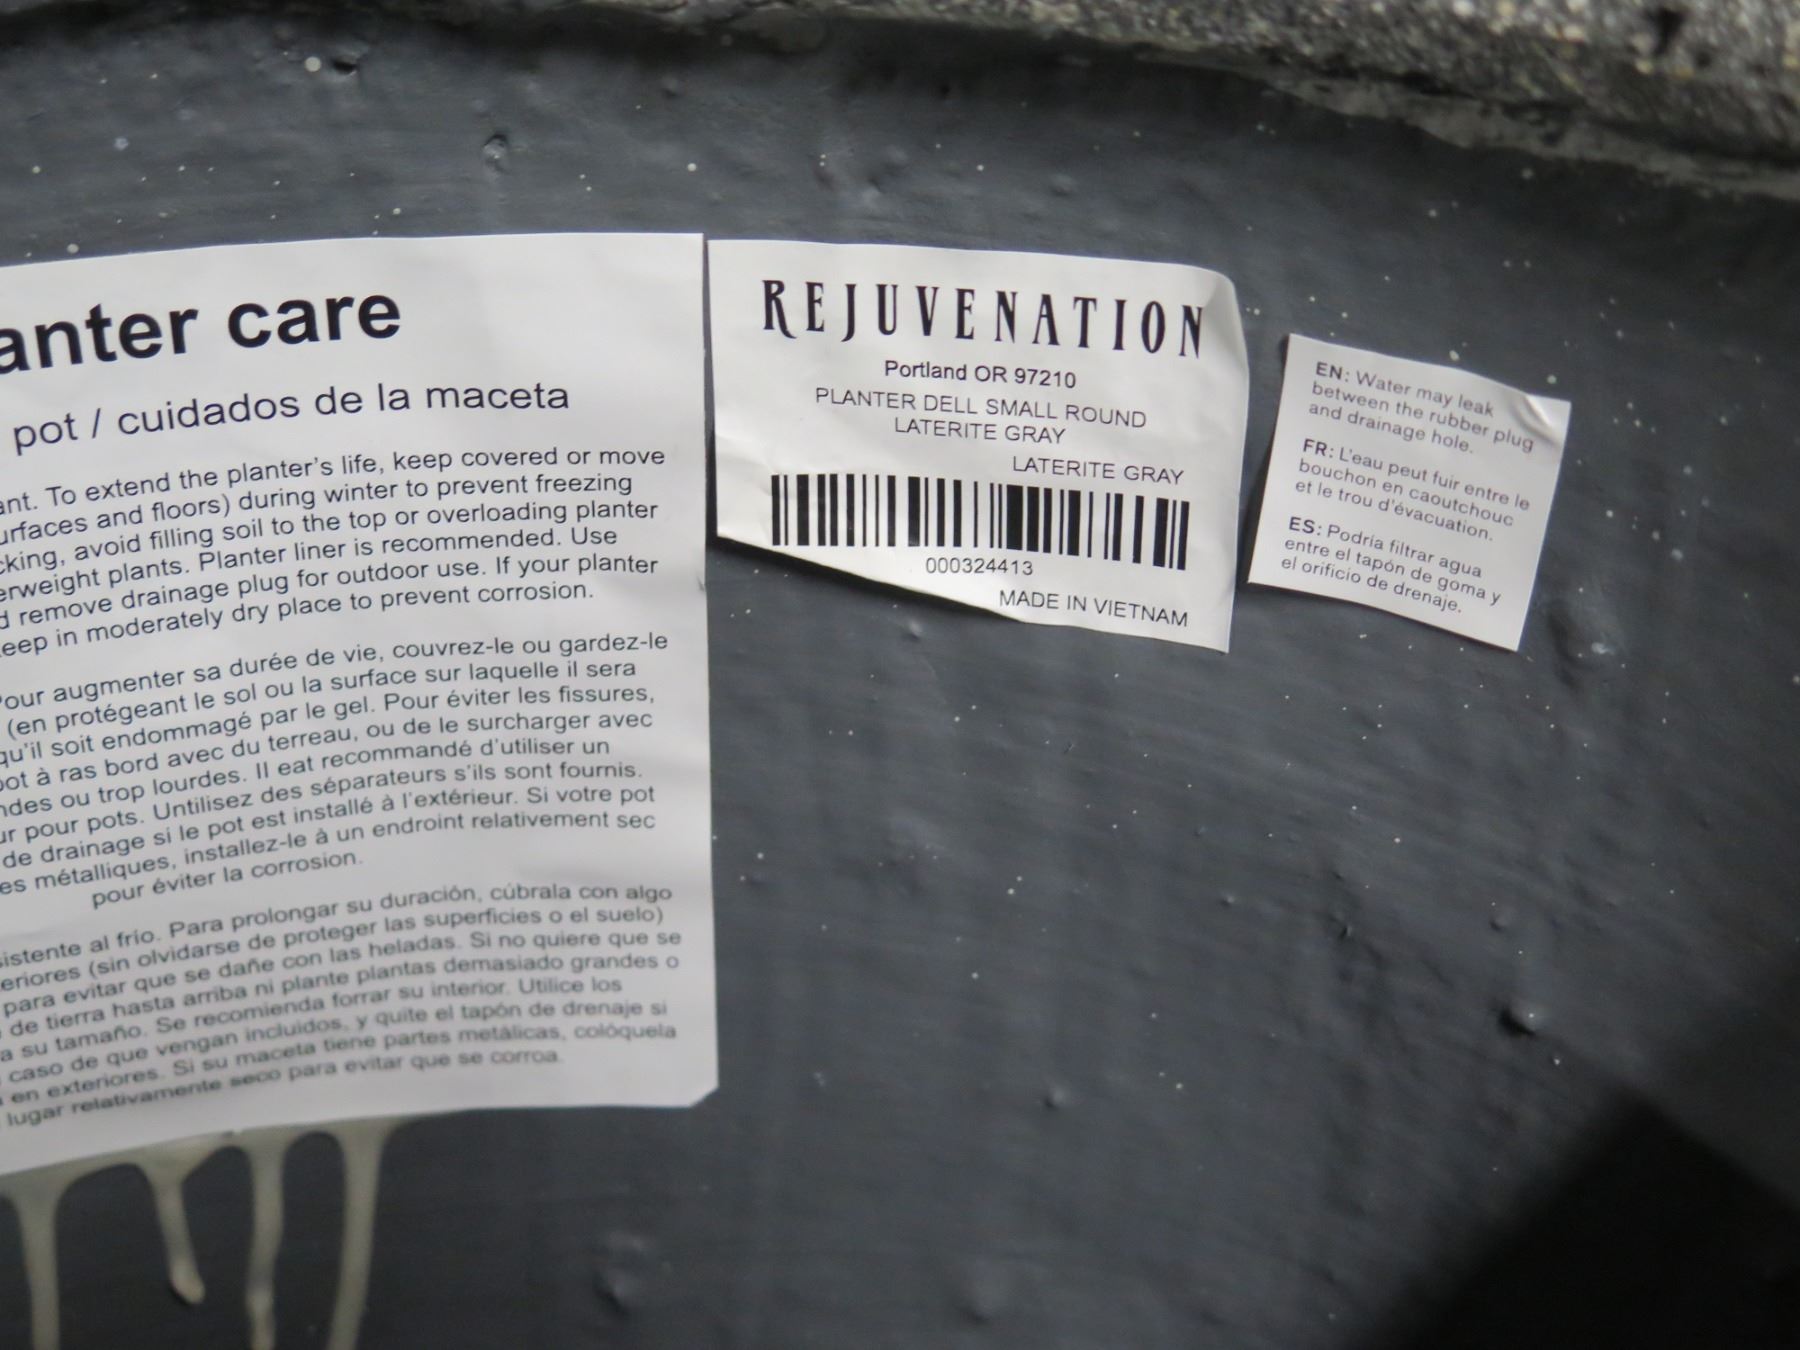 anter care
pot / cuidados de la maceta
To extend the planter's life, keep covered or move
and floors) during winter to prevent freezing
avoid filling soil to the top or overloading planter
plants. Planter liner is recommended. Use
remove drainage plug for outdoor use. If your planter
in moderately dry place to prevent corrosion.
augmenter sa durée de vie, couvrez-le ou gardez-le
(en protégeant le sol ou la surface sur laquelle il sera
qu'il soit endommagé par le gel. Pour éviter les fissures,
à ras bord avec du terreau, ou de le surcharger avec
ou trop lourdes. Il eat recommandé d'utiliser un
pour pots. Untilisez des séparateurs s'ils sont fournis.
de drainage si le pot est installé à l'extérieur. Si votre pot
métalliques, installez-le à un endroint relativement sec
pour éviter la corrosion.
al frío. Para prolongar su duración, cúbrala con algo
(sin olvidarse de proteger las superficies o el suelo)
para evitar que se dañe con las heladas. Si no quiere que se
de tierra hasta arriba ni plante plantas demasiado grandes o
a su tamaño. Se recomienda forrar su interior. Utilice los
caso de que vengan incluidos, y quite el tapón de drenaje si
en exteriores. Si su maceta tiene partes metálicas, colóquela
lugar relativamente seco para evitar que se corroa.
REJUVENATION
Portland OR 97210
PLANTER DELL SMALL ROUND
LATERITE GRAY
LATERITE GRAY
000324413
MADE IN VIETNAM
EN: Water may leak
between the rubber plug
and drainage hole.
FR: L'eau peut fuir entre le
bouchon en caoutchouc
et le trou d'évacuation.
ES: Podría filtrar agua
entre el tapón de goma y
el orificio de drenaje.